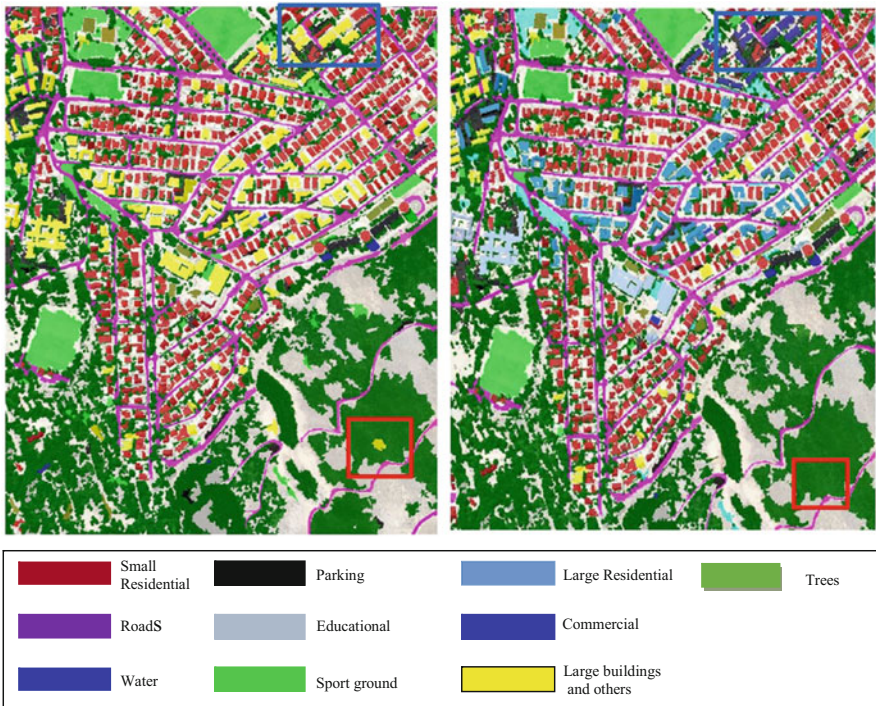 Small
Residential
Parking
Large Residential
Trees
RoadS
Educational
Commercial
Water
Sport ground
Large buildings
and others